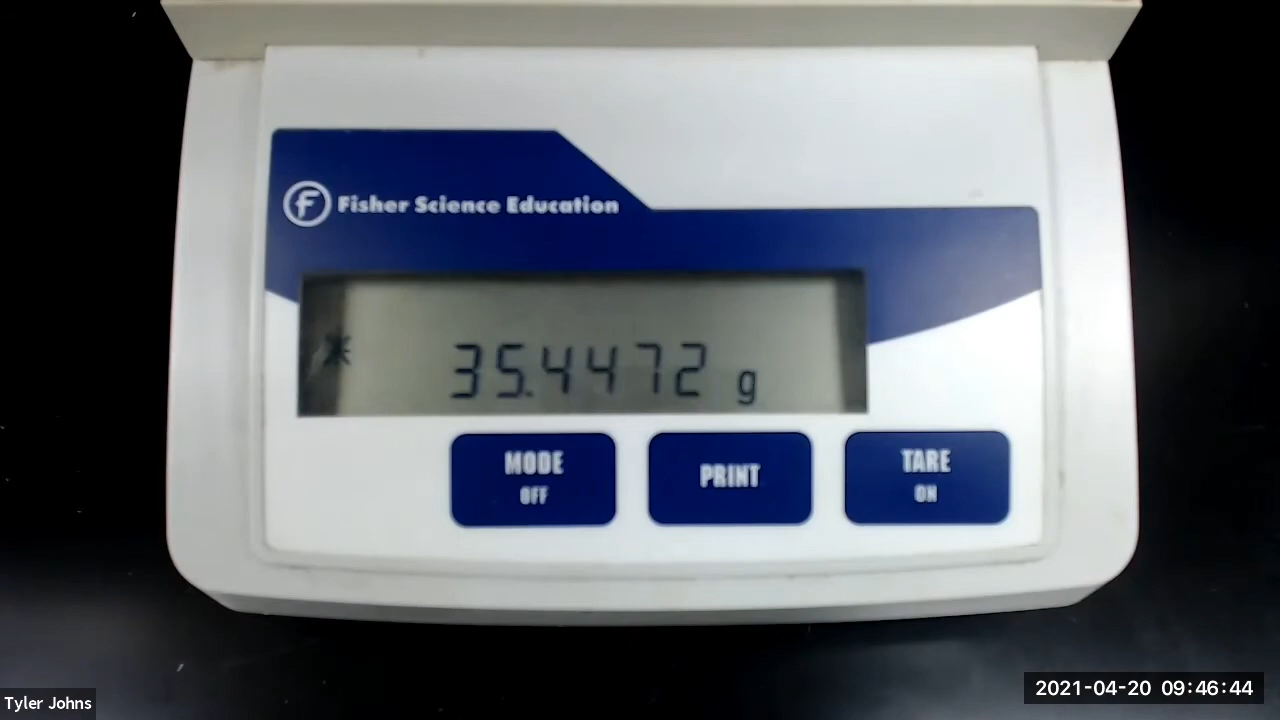 Fisher Science Education
* 35.4472 g
MODE
OFF
PRINT
TARE
ON
Tyler Johns
2021-04-20 09:46:44